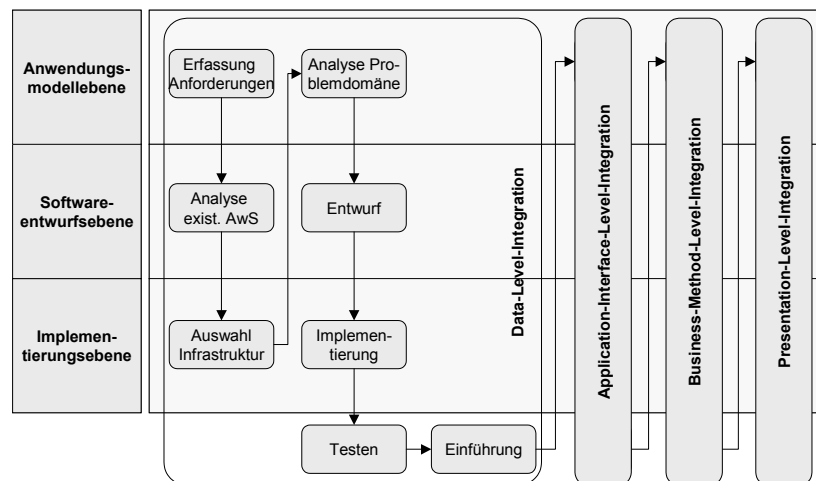 Anwendungs-
modellebene
Erfassung
Anforderungen
Analyse Pro-
blemdomäne
Software-
entwurfsebene
Analyse
exist. AwS
Entwurf
Implemen-
tierungsebene
Auswahl
Infrastruktur
Implemen-
tierung
Testen
Einführung
Data-Level-Integration
Application-Interface-Level-Integration
Business-Method-Level-Integration
Presentation-Level-Integration